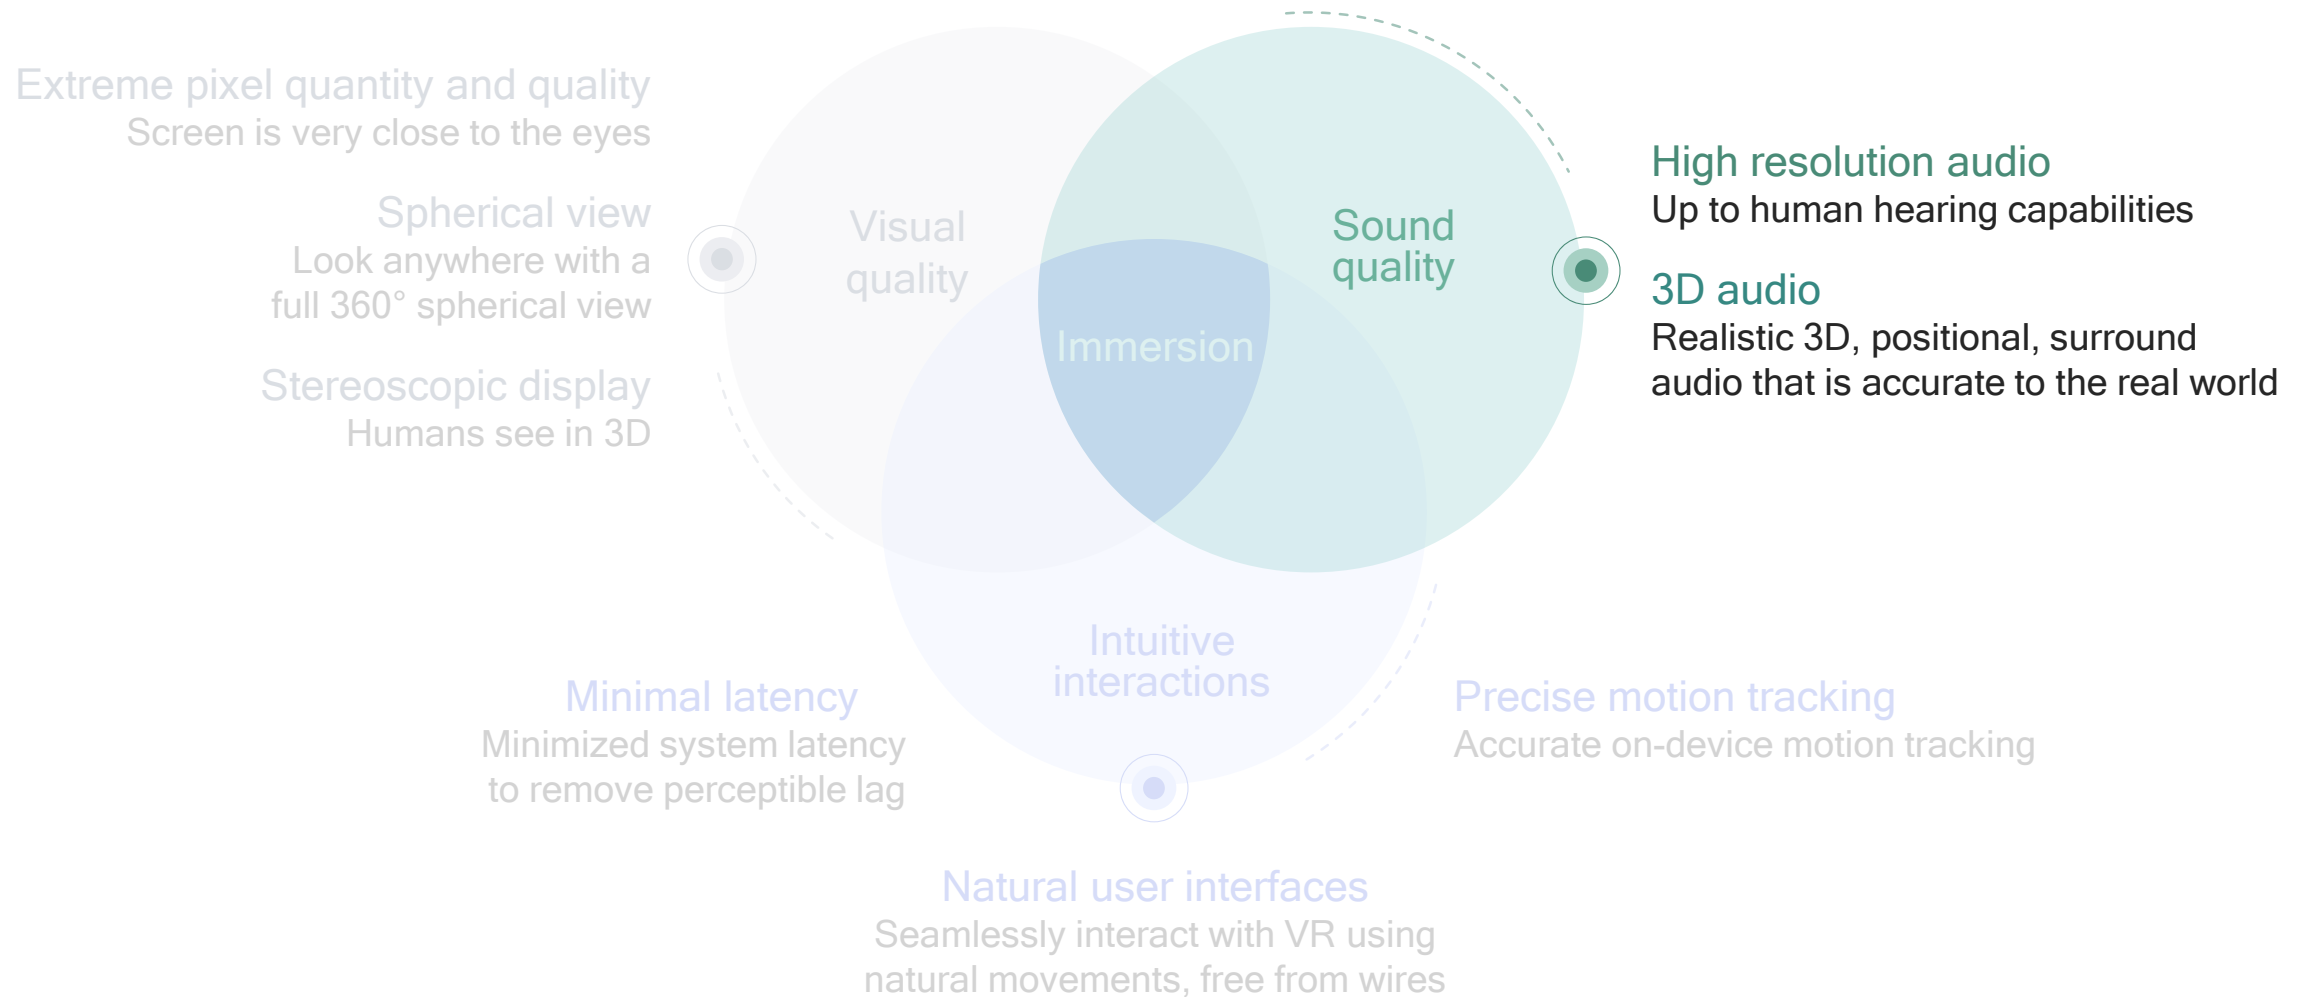 Extreme pixel quantity and quality
Screen is very close to the eyes
Spherical view
Look anywhere with a
full 360° spherical view
Stereoscopic display
Humans see in 3D
Visual
quality
Sound
quality
Immersion
High resolution audio
Up to human hearing capabilities
3D audio
Realistic 3D, positional, surround
audio that is accurate to the real world
Intuitive
interactions
Minimal latency
Minimized system latency
to remove perceptible lag
Precise motion tracking
Accurate on-device motion tracking
Natural user interfaces
Seamlessly interact with VR using
natural movements, free from wires